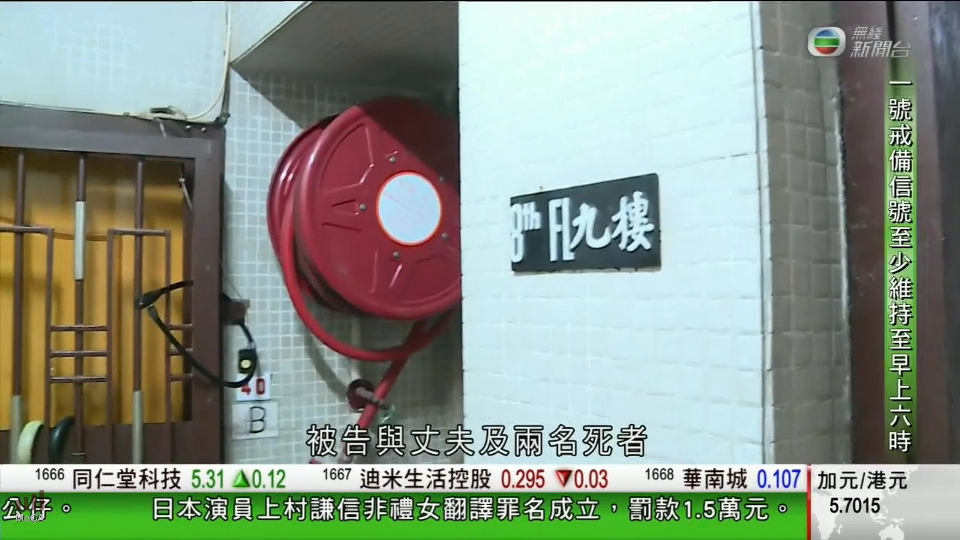 無綫
新聞台
一號戒備信號至少維持至早上六時
8th FL九樓
40
B
被告與丈夫及兩名死者
1666 同仁堂科技 5.31 ▲0.12 1667 迪米生活控股 0.295 ▼0.03 1668 華南城 0.107
加元/港元
5.7015
公仔。 日本演員上村謙信非禮女翻譯罪名成立，罰款1.5萬元。